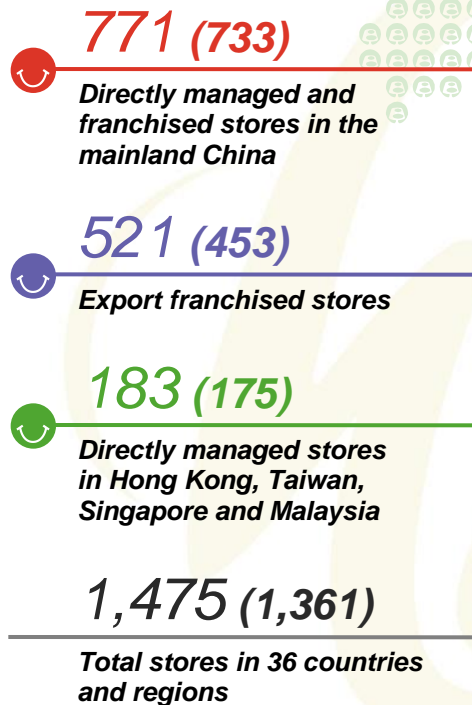 771 (733)
Directly managed and
franchised stores in the
mainland China
521 (453)
Export franchised stores
183 (175)
Directly managed stores
in Hong Kong, Taiwan,
Singapore and Malaysia
1,475 (1,361)
Total stores in 36 countries
and regions